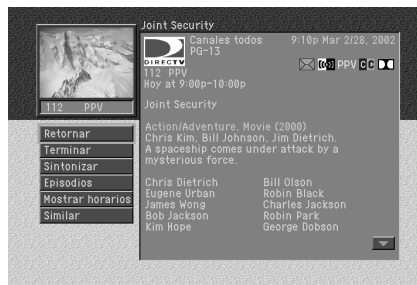 Joint Security
Canales todos 9:10p Mar 2/28, 2002
PG-13
DIRECTV
PPV CC
112 PPV
Hoy at 9:00p-10:00p
112 PPV
Joint Security
Action/Adventure, Movie (2000)
Chris Kim, Bill Johnson, Jim Dietrich.
A spaceship comes under attack by a
mysterious force.
Retornar
Terminar
Sintonizar
Episodios
Mostrar horarios
Similar
Chris Dietrich Bill Olson
Eugene Urban Robin Black
James Wong Charles Jackson
Bob Jackson Robin Park
Kim Hope George Dobson